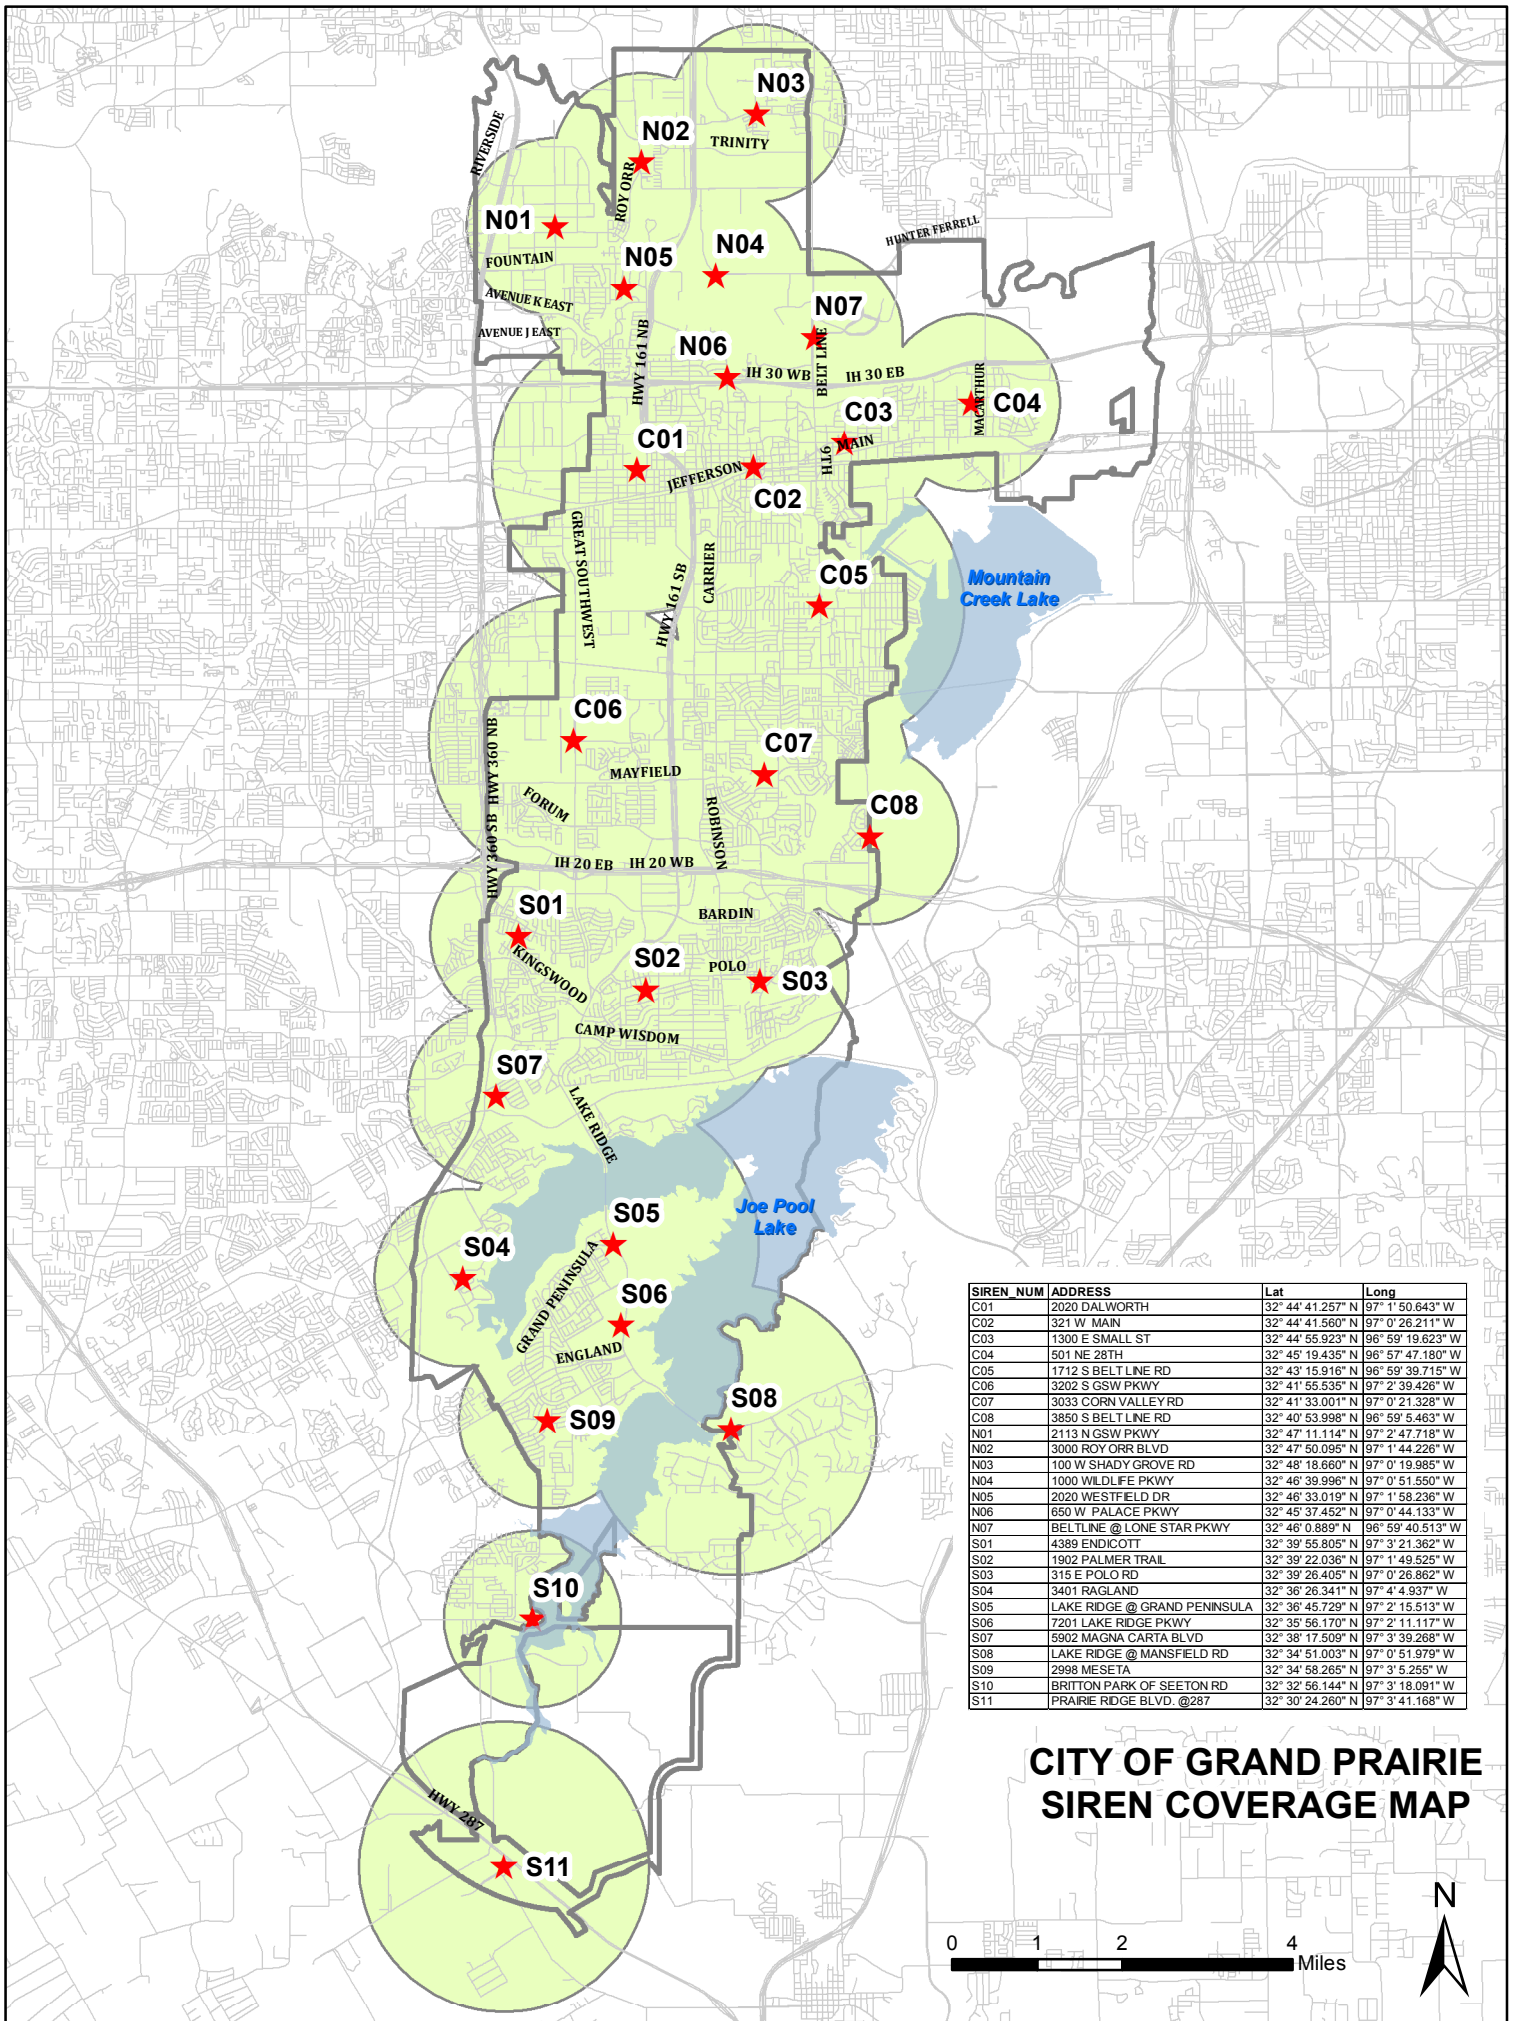 N03
TRINITY
N02
RIVERSIDE
ROY ORR
N01
HUNTER FERRELL
FOUNTAIN
N05
N04
AVENUE K EAST
N07
AVENUE J EAST
HWY 161 NB
N06
BELT LINE
IH 30 WB
IH 30 EB
MACARTHUR
C04
C03
MAIN
C01
9TH
JEFFERSON
C02
GREAT SOUTHWEST
CARRIER
HWY 161 SB
C05
Mountain
Creek Lake
C06
HWY 360 NB
C07
MAYFIELD
FORUM
ROBINSON
C08
HWY 360 SB
IH 20 EB
IH 20 WB
S01
BARDIN
KINGSWOOD
S02
POLO
S03
CAMP WISDOM
S07
LAKE RIDGE
Joe Pool
Lake
S05
S04
GRAND PENINSULA
S06
ENGLAND
S09
S08
S10
HWY 287
S11
SIREN_NUM ADDRESS Lat Long
C01 2020 DALWORTH 32° 44' 41.257" N 97° 1' 50.643" W
C02 321 W MAIN 32° 44' 41.560" N 97° 0' 26.211" W
C03 1300 E SMALL ST 32° 44' 55.923" N 96° 59' 19.623" W
C04 501 NE 28TH 32° 45' 19.435" N 96° 57' 47.180" W
C05 1712 S BELT LINE RD 32° 43' 15.916" N 96° 59' 39.715" W
C06 3202 S GSW PKWY 32° 41' 55.535" N 97° 2' 39.426" W
C07 3033 CORN VALLEY RD 32° 41' 33.001" N 97° 0' 21.328" W
C08 3850 S BELT LINE RD 32° 40' 53.998" N 96° 59' 5.463" W
N01 2113 N GSW PKWY 32° 47' 11.114" N 97° 2' 47.718" W
N02 3000 ROY ORR BLVD 32° 47' 50.095" N 97° 1' 44.226" W
N03 100 W SHADY GROVE RD 32° 48' 18.660" N 97° 0' 19.985" W
N04 1000 WILDLIFE PKWY 32° 46' 39.996" N 97° 0' 51.550" W
N05 2020 WESTFIELD DR 32° 46' 33.019" N 97° 1' 58.236" W
N06 650 W PALACE PKWY 32° 45' 37.452" N 97° 0' 44.133" W
N07 BELTLINE @ LONE STAR PKWY 32° 46' 0.889" N 96° 59' 40.513" W
S01 4389 ENDICOTT 32° 39' 55.805" N 97° 3' 21.362" W
S02 1902 PALMER TRAIL 32° 39' 22.036" N 97° 1' 49.525" W
S03 315 E POLO RD 32° 39' 26.405" N 97° 0' 26.862" W
S04 3401 RAGLAND 32° 36' 26.341" N 97° 4' 4.937" W
S05 LAKE RIDGE @ GRAND PENINSULA 32° 36' 45.729" N 97° 2' 15.513" W
S06 7201 LAKE RIDGE PKWY 32° 35' 56.170" N 97° 2' 11.117" W
S07 5902 MAGNA CARTA BLVD 32° 38' 17.509" N 97° 3' 39.268" W
S08 LAKE RIDGE @ MANSFIELD RD 32° 34' 51.003" N 97° 0' 51.979" W
S09 2998 MESETA 32° 34' 58.265" N 97° 3' 5.255" W
S10 BRITTON PARK OF SEETON RD 32° 32' 56.144" N 97° 3' 18.091" W
S11 PRAIRIE RIDGE BLVD. @287 32° 30' 24.260" N 97° 3' 41.168" W
CITY OF GRAND PRAIRIE
SIREN COVERAGE MAP
N
0 1 2 4
Miles